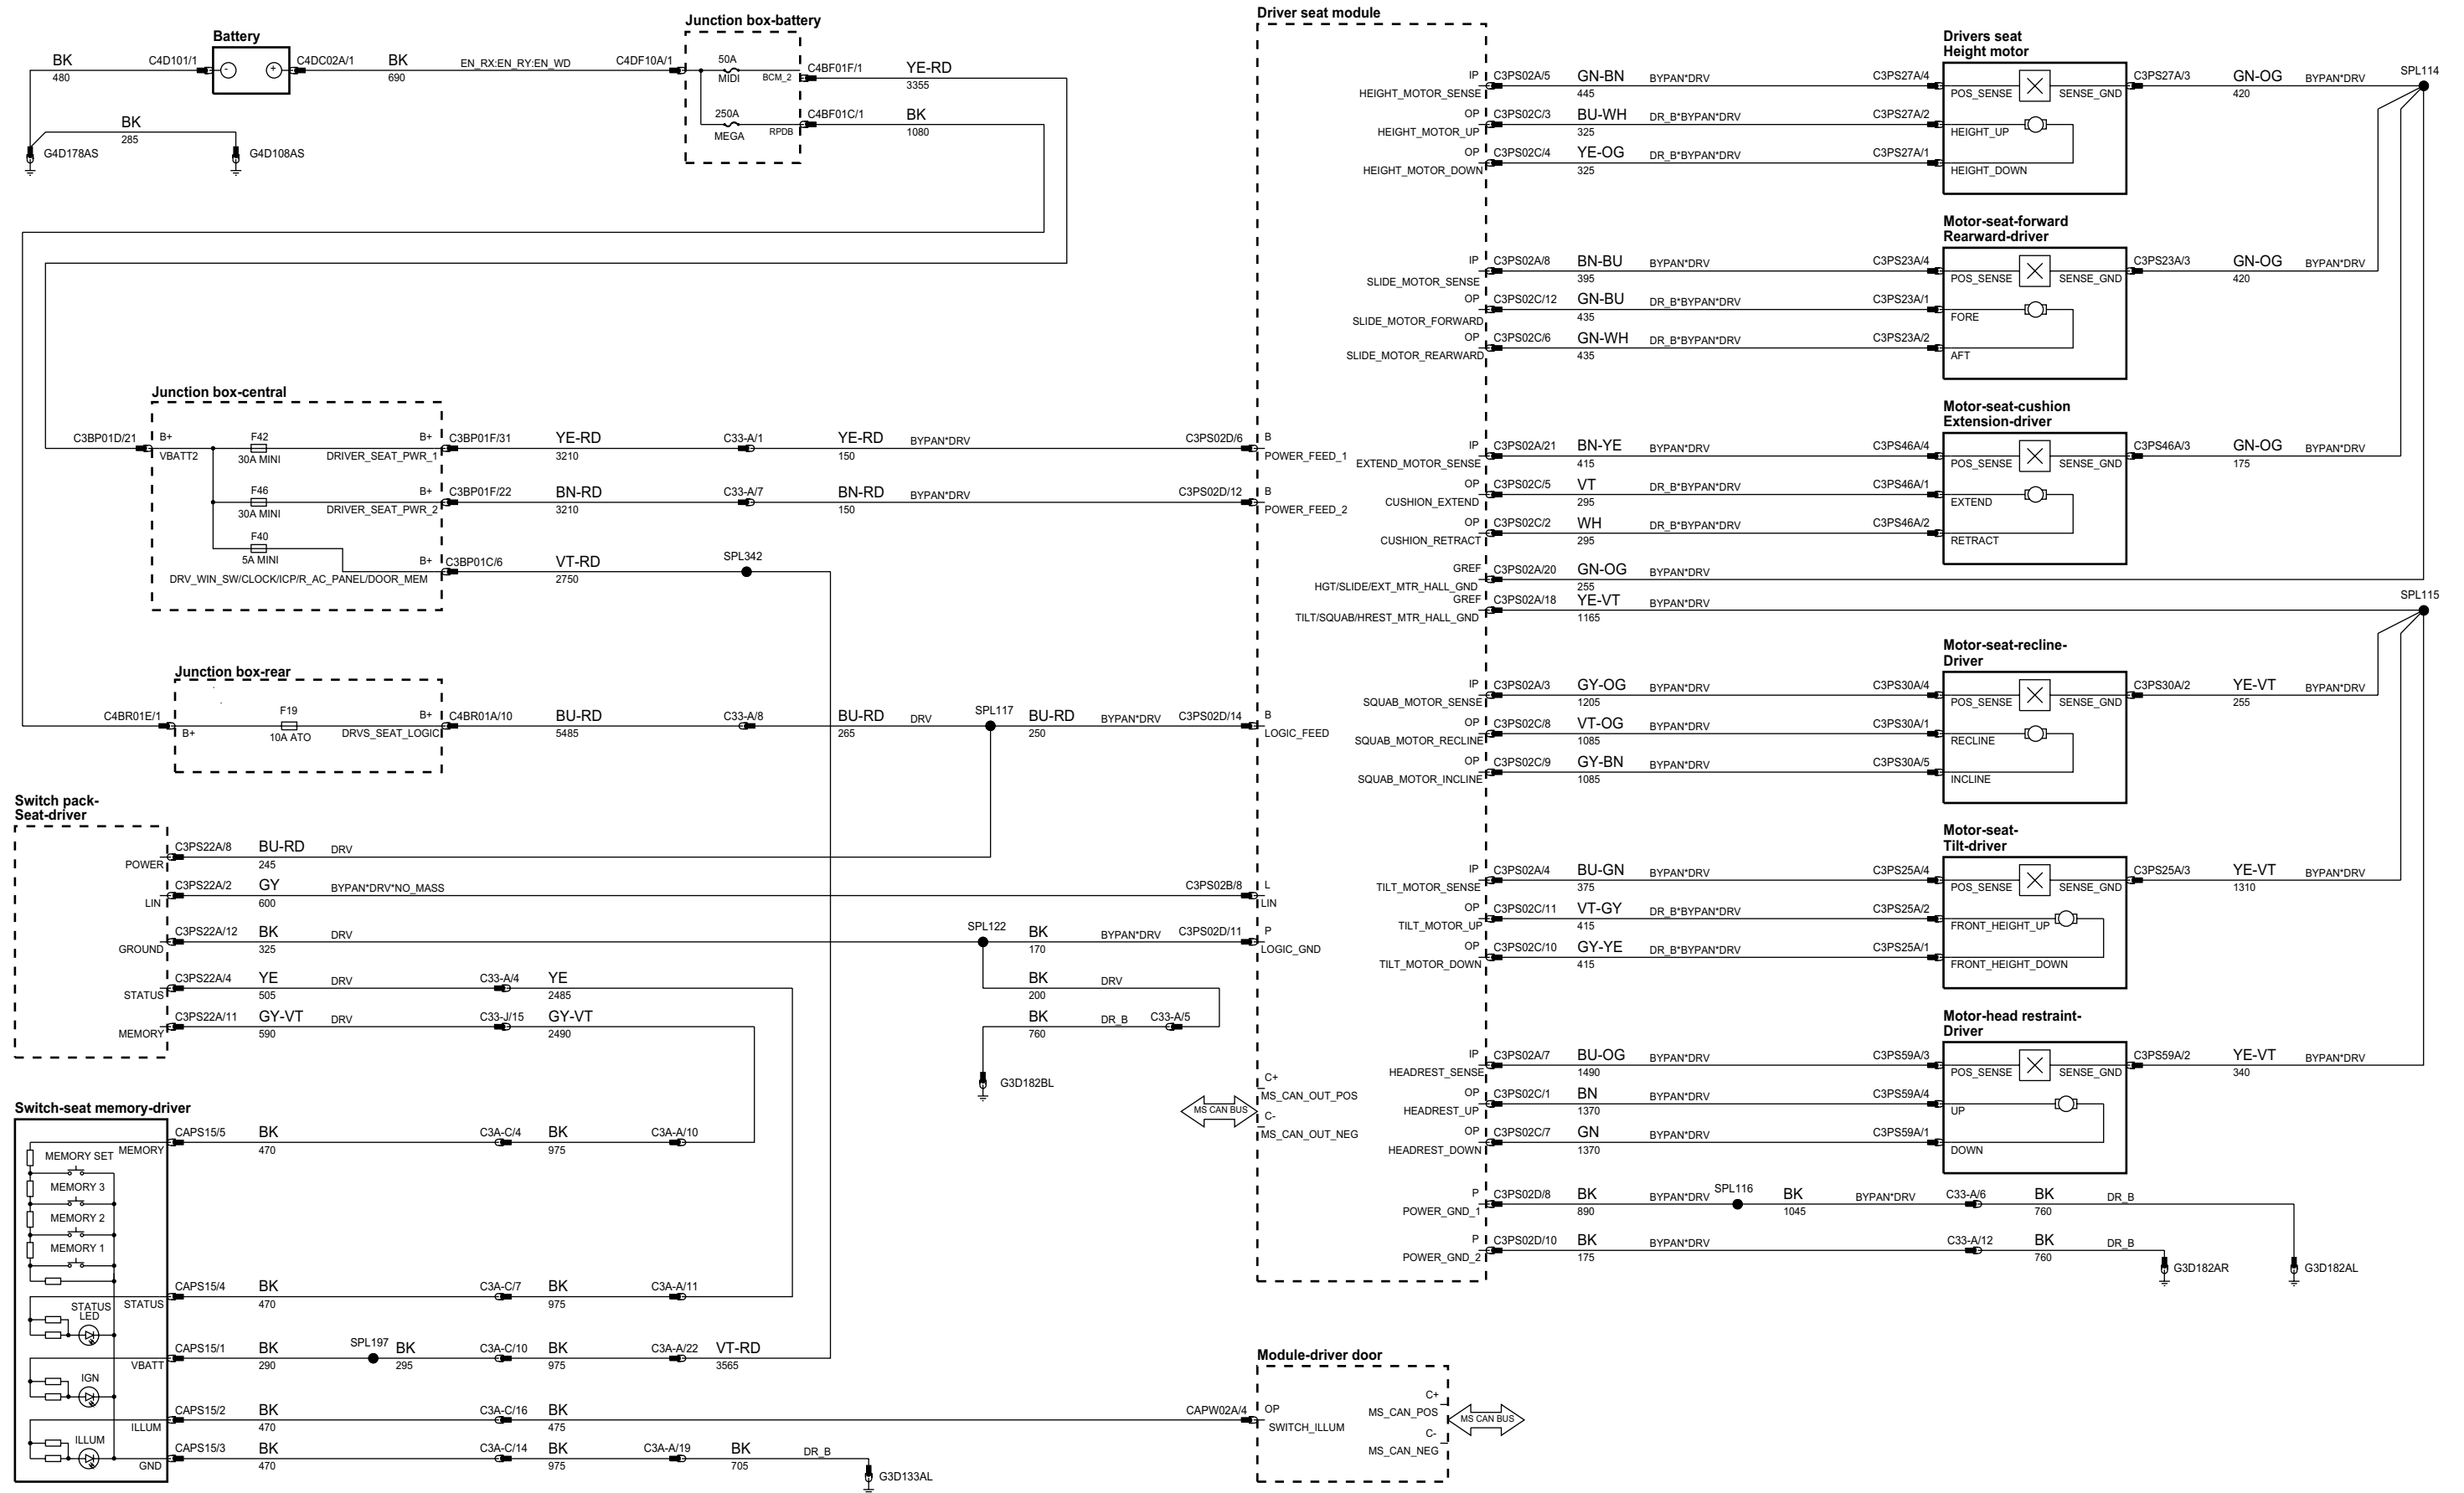 Battery
BK
480
C4D101/1
-
+
C4DC02A/1
BK
690
EN_RX:EN_RY:EN_WD
C4DF10A/1
BK
285
G4D178AS
G4D108AS
Junction box-battery
50A
MIDI
BCM_2
C4BF01F/1
YE-RD
3355
250A
MEGA
RPDB
C4BF01C/1
BK
1080
Junction box-central
C3BP01D/21
B+
VBATT2
F42
30A MINI
B+
DRIVER_SEAT_PWR_1
C3BP01F/31
YE-RD
3210
C33-A/1
YE-RD
150
BYPAN*DRV
C3PS02D/6
B
POWER_FEED_1
F46
30A MINI
B+
DRIVER_SEAT_PWR_2
C3BP01F/22
BN-RD
3210
C33-A/7
BN-RD
150
BYPAN*DRV
C3PS02D/12
B
POWER_FEED_2
F40
5A MINI
B+
DRV_WIN_SW/CLOCK/ICP/R_AC_PANEL/DOOR_MEM
C3BP01C/6
VT-RD
2750
SPL342
Junction box-rear
C4BR01E/1
B+
F19
10A ATO
B+
DRVS_SEAT_LOGIC
C4BR01A/10
BU-RD
5485
C33-A/8
BU-RD
265
DRV
SPL117
BU-RD
250
BYPAN*DRV
C3PS02D/14
B
LOGIC_FEED
Switch pack-
Seat-driver
POWER
C3PS22A/8
BU-RD
245
DRV
LIN
C3PS22A/2
GY
600
BYPAN*DRV*NO_MASS
C3PS02B/8
L
LIN
GROUND
C3PS22A/12
BK
325
DRV
SPL122
BK
170
BYPAN*DRV
C3PS02D/11
P
LOGIC_GND
STATUS
C3PS22A/4
YE
505
DRV
C33-A/4
YE
2485
BK
200
DRV
MEMORY
C3PS22A/11
GY-VT
590
DRV
C33-J/15
GY-VT
2490
BK
760
DR_B
C33-A/5
G3D182BL
Switch-seat memory-driver
MEMORY
CAPS15/5
BK
470
C3A-C/4
BK
975
C3A-A/10
MEMORY SET
MEMORY 3
MEMORY 2
MEMORY 1
STATUS
CAPS15/4
BK
470
C3A-C/7
BK
975
C3A-A/11
STATUS
LED
VBATT
CAPS15/1
BK
290
SPL197
BK
295
C3A-C/10
BK
975
C3A-A/22
VT-RD
3565
IGN
ILLUM
CAPS15/2
BK
470
C3A-C/16
BK
475
CAPW02A/4
OP
SWITCH_ILLUM
ILLUM
GND
CAPS15/3
BK
470
C3A-C/14
BK
975
C3A-A/19
BK
705
DR_B
G3D133AL
Module-driver door
C+
MS_CAN_POS
C-
MS_CAN_NEG
MS CAN BUS
Driver seat module
IP
HEIGHT_MOTOR_SENSE
C3PS02A/5
GN-BN
445
BYPAN*DRV
C3PS27A/4
OP
HEIGHT_MOTOR_UP
C3PS02C/3
BU-WH
325
DR_B*BYPAN*DRV
C3PS27A/2
OP
HEIGHT_MOTOR_DOWN
C3PS02C/4
YE-OG
325
DR_B*BYPAN*DRV
C3PS27A/1
Drivers seat
Height motor
POS_SENSE
SENSE_GND
HEIGHT_UP
HEIGHT_DOWN
C3PS27A/3
GN-OG
420
BYPAN*DRV
SPL114
IP
SLIDE_MOTOR_SENSE
C3PS02A/8
BN-BU
395
BYPAN*DRV
C3PS23A/4
OP
SLIDE_MOTOR_FORWARD
C3PS02C/12
GN-BU
435
DR_B*BYPAN*DRV
C3PS23A/1
OP
SLIDE_MOTOR_REARWARD
C3PS02C/6
GN-WH
435
DR_B*BYPAN*DRV
C3PS23A/2
Motor-seat-forward
Rearward-driver
POS_SENSE
SENSE_GND
FORE
AFT
C3PS23A/3
GN-OG
420
BYPAN*DRV
IP
EXTEND_MOTOR_SENSE
C3PS02A/21
BN-YE
415
BYPAN*DRV
C3PS46A/4
OP
CUSHION_EXTEND
C3PS02C/5
VT
295
DR_B*BYPAN*DRV
C3PS46A/1
OP
CUSHION_RETRACT
C3PS02C/2
WH
295
DR_B*BYPAN*DRV
C3PS46A/2
Motor-seat-cushion
Extension-driver
POS_SENSE
SENSE_GND
EXTEND
RETRACT
C3PS46A/3
GN-OG
175
BYPAN*DRV
GREF
HGT/SLIDE/EXT_MTR_HALL_GND
C3PS02A/20
GN-OG
255
BYPAN*DRV
GREF
TILT/SQUAB/HREST_MTR_HALL_GND
C3PS02A/18
YE-VT
1165
BYPAN*DRV
SPL115
IP
SQUAB_MOTOR_SENSE
C3PS02A/3
GY-OG
1205
BYPAN*DRV
C3PS30A/4
OP
SQUAB_MOTOR_RECLINE
C3PS02C/8
VT-OG
1085
BYPAN*DRV
C3PS30A/1
OP
SQUAB_MOTOR_INCLINE
C3PS02C/9
GY-BN
1085
BYPAN*DRV
C3PS30A/5
Motor-seat-recline-
Driver
POS_SENSE
SENSE_GND
RECLINE
INCLINE
C3PS30A/2
YE-VT
255
BYPAN*DRV
IP
TILT_MOTOR_SENSE
C3PS02A/4
BU-GN
375
BYPAN*DRV
C3PS25A/4
OP
TILT_MOTOR_UP
C3PS02C/11
VT-GY
415
DR_B*BYPAN*DRV
C3PS25A/2
OP
TILT_MOTOR_DOWN
C3PS02C/10
GY-YE
415
DR_B*BYPAN*DRV
C3PS25A/1
Motor-seat-
Tilt-driver
POS_SENSE
SENSE_GND
FRONT_HEIGHT_UP
FRONT_HEIGHT_DOWN
C3PS25A/3
YE-VT
1310
BYPAN*DRV
C+
MS_CAN_OUT_POS
C-
MS_CAN_OUT_NEG
MS CAN BUS
IP
HEADREST_SENSE
C3PS02A/7
BU-OG
1490
BYPAN*DRV
C3PS59A/3
OP
HEADREST_UP
C3PS02C/1
BN
1370
BYPAN*DRV
C3PS59A/4
OP
HEADREST_DOWN
C3PS02C/7
GN
1370
BYPAN*DRV
C3PS59A/1
Motor-head restraint-
Driver
POS_SENSE
SENSE_GND
UP
DOWN
C3PS59A/2
YE-VT
340
BYPAN*DRV
P
POWER_GND_1
C3PS02D/8
BK
890
BYPAN*DRV
SPL116
BK
1045
BYPAN*DRV
C33-A/6
BK
760
DR_B
P
POWER_GND_2
C3PS02D/10
BK
175
BYPAN*DRV
C33-A/12
BK
760
DR_B
G3D182AR
G3D182AL